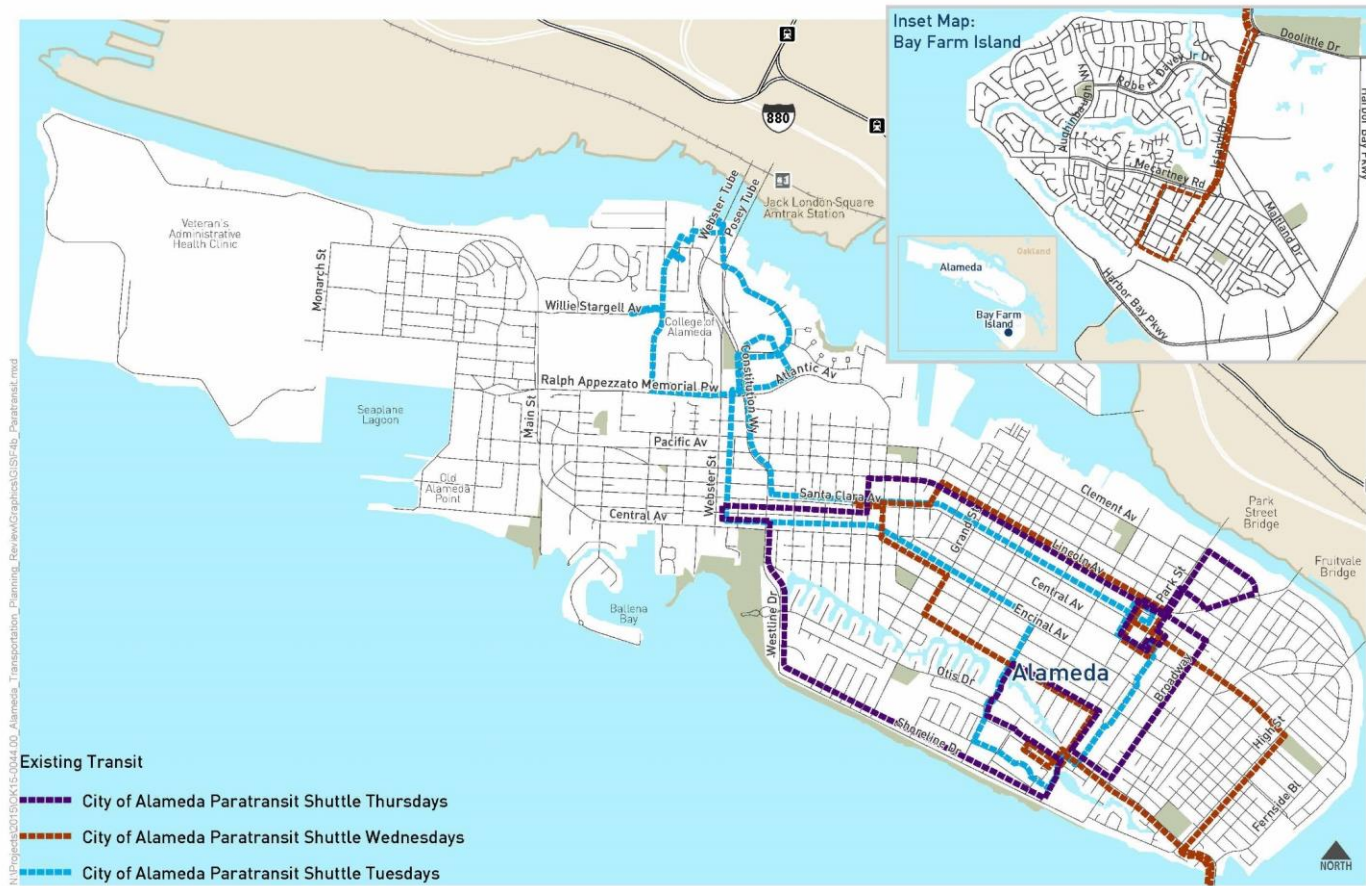 Inset Map:
Bay Farm Island
Doolittle Dr
Harbor Bay Pkwy
Robert Davey Jr Dr
Aughinbaugh Wy
Island Dr
Mecartney Rd
Maitland Dr
Harbor Bay Pkwy
Oakland
Alameda
Bay Farm
Island
880
Webster Tube
Posey Tube
Jack London-Square
Amtrak Station
Veteran's
Administrative
Health Clinic
Monarch St
Willie Stargell Av
College of
Alameda
Constitution Wy
Atlantic Av
Ralph Appezzato Memorial Pw
Main St
Seaplane
Lagoon
Pacific Av
Webster St
Old
Alameda
Point
Santa Clara Av
Clement Av
Central Av
Grand St
Lincoln Av
Park
Street
Bridge
Park St
Fruitvale
Bridge
Central Av
Encinal Av
Ballena
Bay
Westline Dr
Otis Dr
Alameda
Broadway
High St
Shoreline Dr
Fernside Bl
NORTH
Existing Transit
City of Alameda Paratransit Shuttle Thursdays
City of Alameda Paratransit Shuttle Wednesdays
City of Alameda Paratransit Shuttle Tuesdays